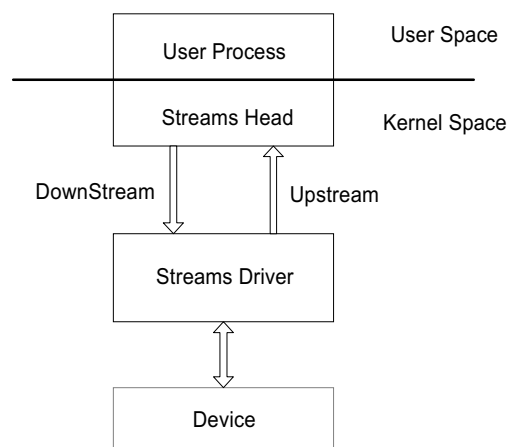 User Space
User Process
Streams Head
Kernel Space
DownStream
Upstream
Streams Driver
Device